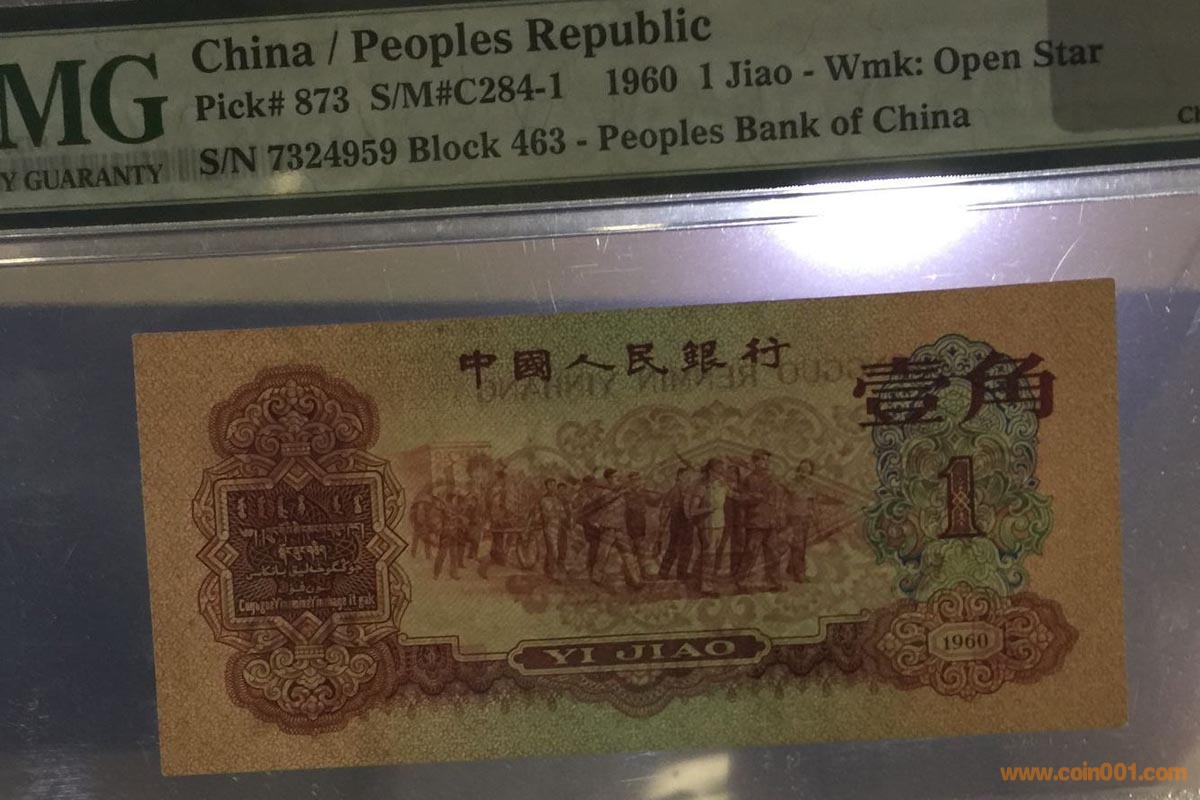 China / Peoples Republic
MG
Pick# 873 S/M#C284-1 1960 1 Jiao - Wmk: Open Star
S/N 7324959 Block 463 - Peoples Bank of China
Y GUARANTY
中國人民銀行
壹角
1
YI JIAO
1960
www.coin001.com